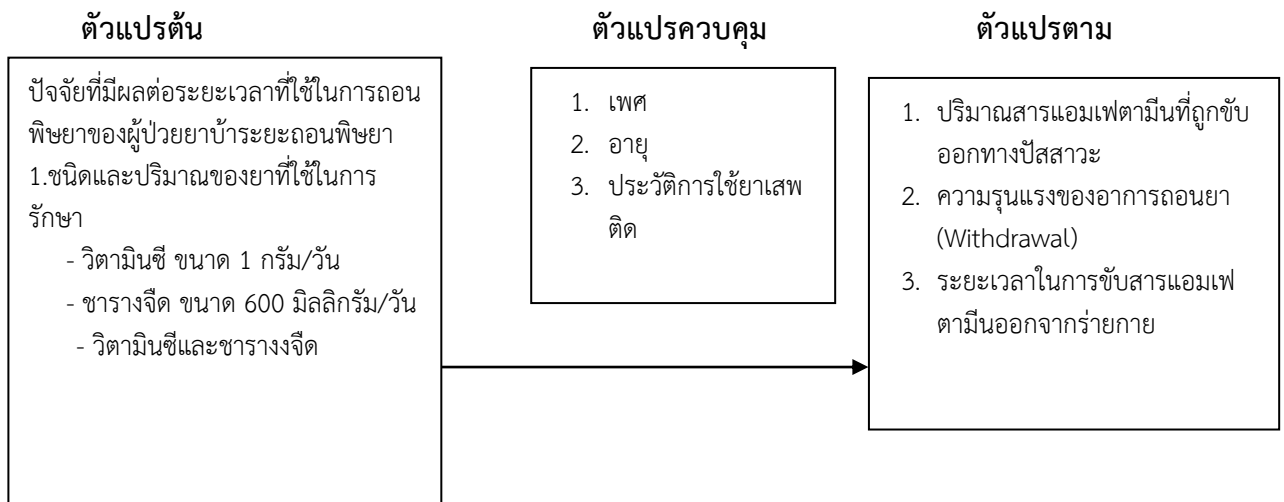 ตัวแปรต้น
ปัจจัยที่มีผลต่อระยะเวลาที่ใช้ในการถอน
พิษยาของผู้ป่วยยาบ้าระยะถอนพิษยา
1.ชนิดและปริมาณของยาที่ใช้ในการ
รักษา
- วิตามินซี ขนาด 1 กรัม/วัน
- ชารางจืด ขนาด 600 มิลลิกรัม/วัน
- วิตามินซีและชารางงจืด
ตัวแปรควบคุม
1. เพศ
2. อายุ
3. ประวัติการใช้ยาเสพ
ติด
ตัวแปรตาม
1. ปริมาณสารแอมเฟตามีนที่ถูกขับ
ออกทางปัสสาวะ
2. ความรุนแรงของอาการถอนยา
(Withdrawal)
3. ระยะเวลาในการขับสารแอมเฟ
ตามีนออกจากร่ายกาย